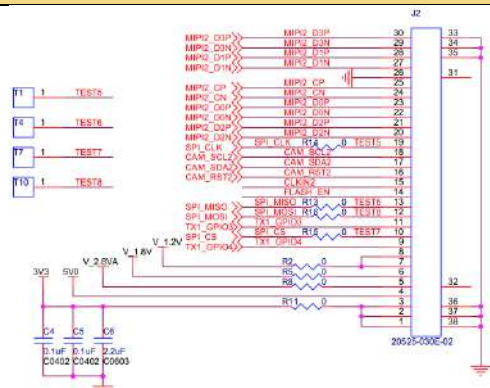 J2
MIPI2_D3P MIPI2_D3P 30 33
MIPI2_D3N MIPI2_D3N 29 34
MIPI2_D1P MIPI2_D1P 28 35
MIPI2_D1N MIPI2_D1N 27
26 31
MIPI2_CP MIPI2_CP 25
MIPI2_CN MIPI2_CN 24
MIPI2_D0P MIPI2_D0P 23
MIPI2_D0N MIPI2_D0N 22
MIPI2_D2P MIPI2_D2P 21
MIPI2_D2N MIPI2_D2N 20
SPI_CLK SPI_CLK 0 TEST5 19
CAM_SCL2 CAM_SCL2 18
CAM_SDA2 CAM_SDA2 17
CAM_RST2 CAM_RST2 16
CLKIN2 15
FLASH_EN 14
SPI_MISO SPI_MISO R13 0 TEST6 13
SPI_MOSI SPI_MOSI 0 TEST8 12
TX1_GPIO3 TX1_GPIO3 11
SPI_CS SPI_CS 0 TEST7 10
TX1_GPIO4 TX1_GPIO4 9
8
T1 1 TEST5
T4 1 TEST6
T7 1 TEST7
T10 1 TEST8
V_1.2V R2 0 7
V_1.8V R5 0 6
V_2.8VA R8 0 5 32
3V3 5V0 4
R11 0 3 36
2 37
1 38
20525-030E-02
C4 C5 C6
0.1uF 0.1uF 2.2uF
C0402 C0402 C0603